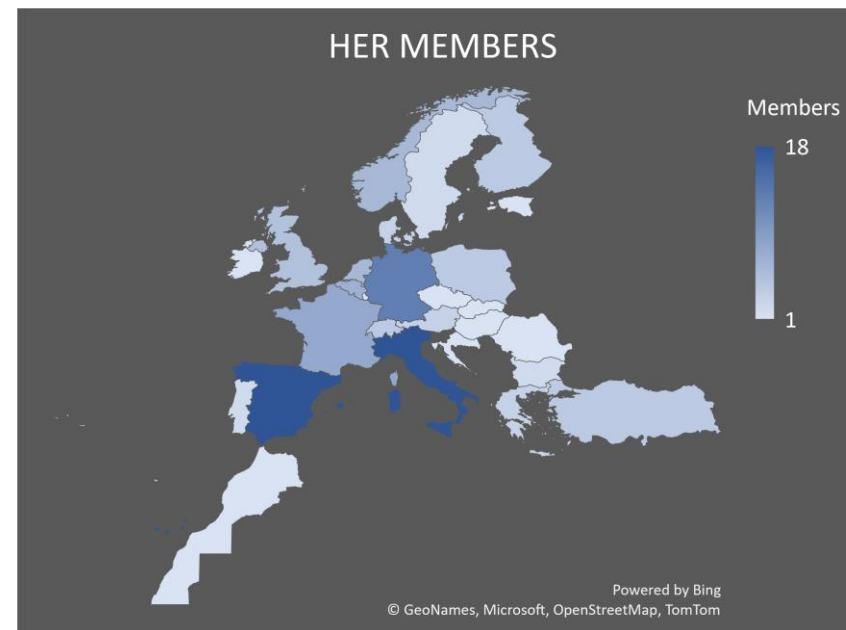 HER MEMBERS
Members
18
1
Powered by Bing
© GeoNames, Microsoft, OpenStreetMap, TomTom